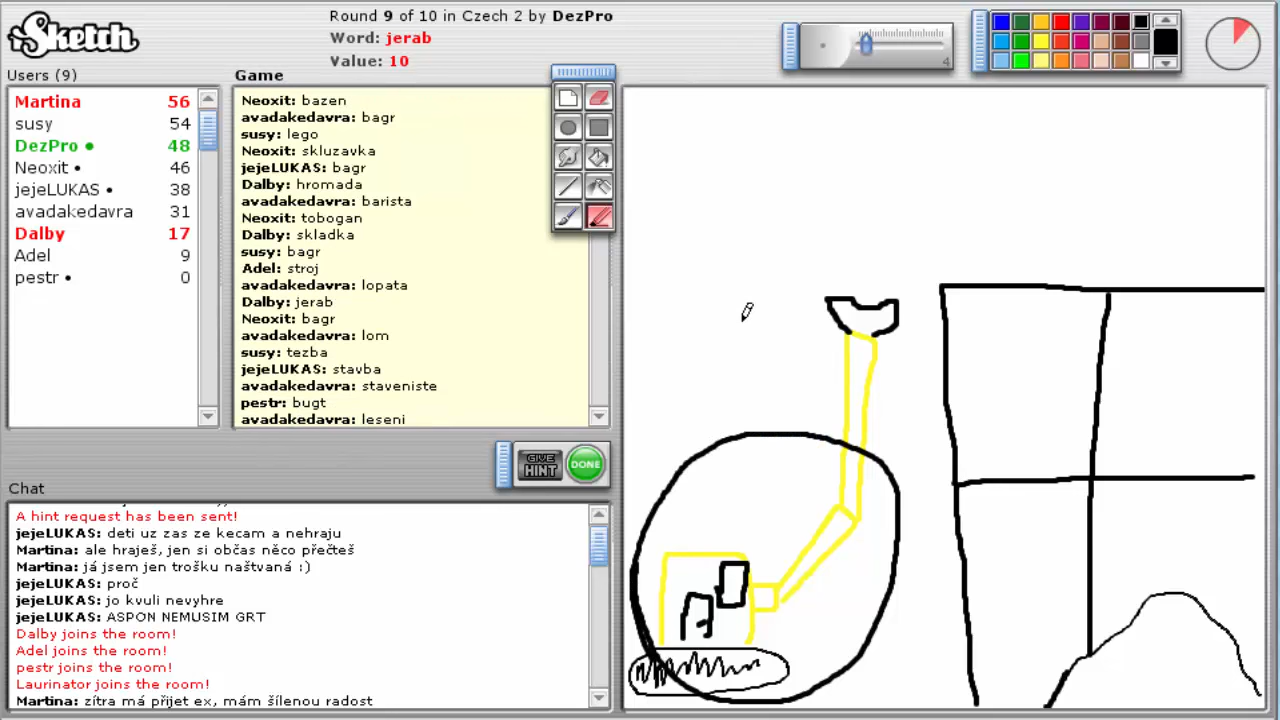 iSketch
Round 9 of 10 in Czech 2 by DezPro
Word: jerab
Value: 10
Users (9)
Martina 56
susy 54
DezPro • 48
Neoxit • 46
jejeLUKAS • 38
avadakedavra 31
Dalby 17
Adel 9
pestr • 0
Game
Neoxit: bazen
avadakedavra: bagr
susy: lego
Neoxit: skluzavka
jejeLUKAS: bagr
Dalby: hromada
avadakedavra: barista
Neoxit: tobogan
Dalby: skladka
susy: bagr
Adel: stroj
avadakedavra: lopata
Dalby: jerab
Neoxit: bagr
avadakedavra: lom
susy: tezba
jejeLUKAS: stavba
avadakedavra: staveniste
pestr: bugt
avadakedavra: leseni
4
GIVE HINT
DONE
Chat
A hint request has been sent!
jejeLUKAS: deti uz zas ze kecam a nehraju
Martina: ale hraješ, jen si občas něco přečteš
Martina: já jsem jen trošku naštvaná :)
jejeLUKAS: proč
jejeLUKAS: jo kvuli nevyhre
jejeLUKAS: ASPON NEMUSIM GRT
Dalby joins the room!
Adel joins the room!
pestr joins the room!
Laurinator joins the room!
Martina: zítra má přijet ex, mám šílenou radost